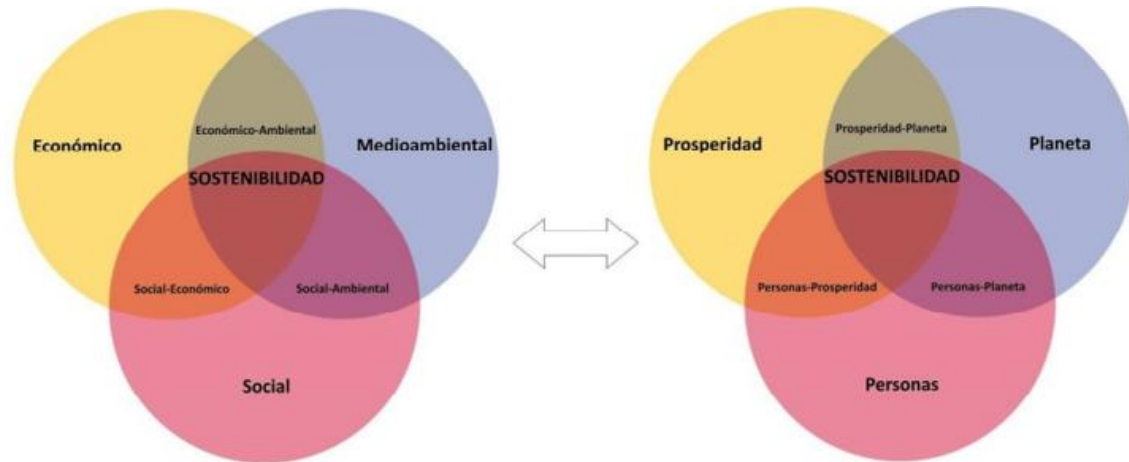 Económico
Económico-Ambiental
Medioambiental
SOSTENIBILIDAD
Social-Económico
Social-Ambiental
Social
Prosperidad
Prosperidad-Planeta
Planeta
SOSTENIBILIDAD
Personas-Prosperidad
Personas-Planeta
Personas